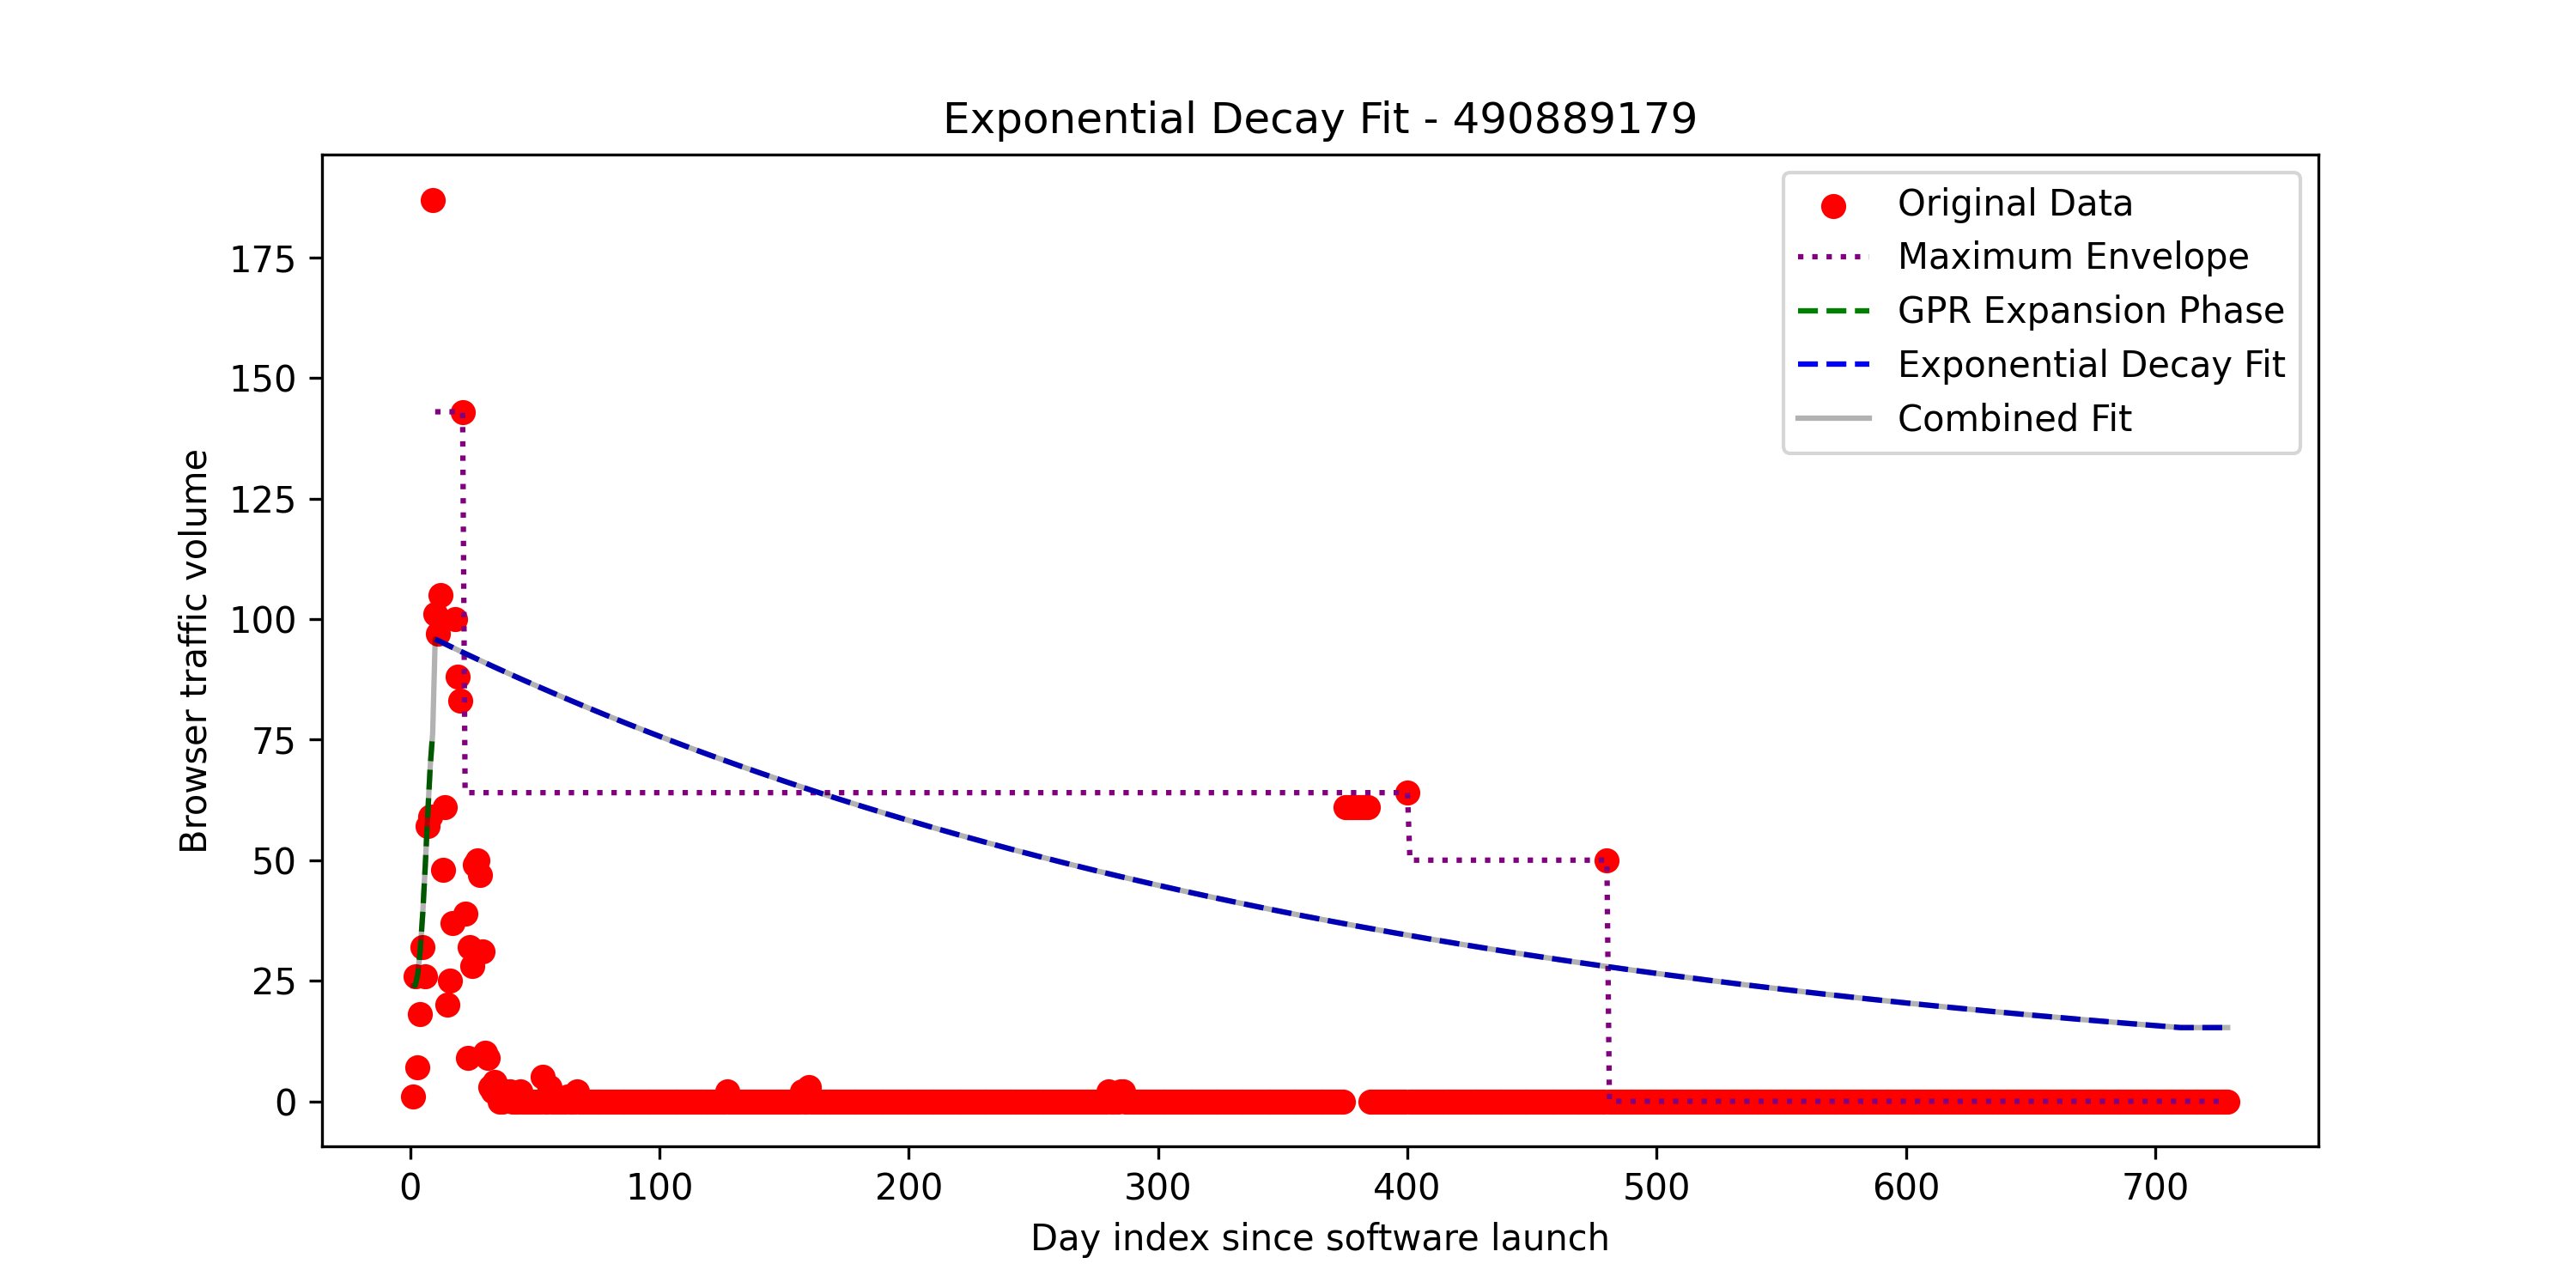 Exponential Decay Fit - 490889179
Original Data
Maximum Envelope
GPR Expansion Phase
Exponential Decay Fit
Combined Fit
Browser traffic volume
175
150
125
100
75
50
25
0
0 100 200 300 400 500 600 700
Day index since software launch